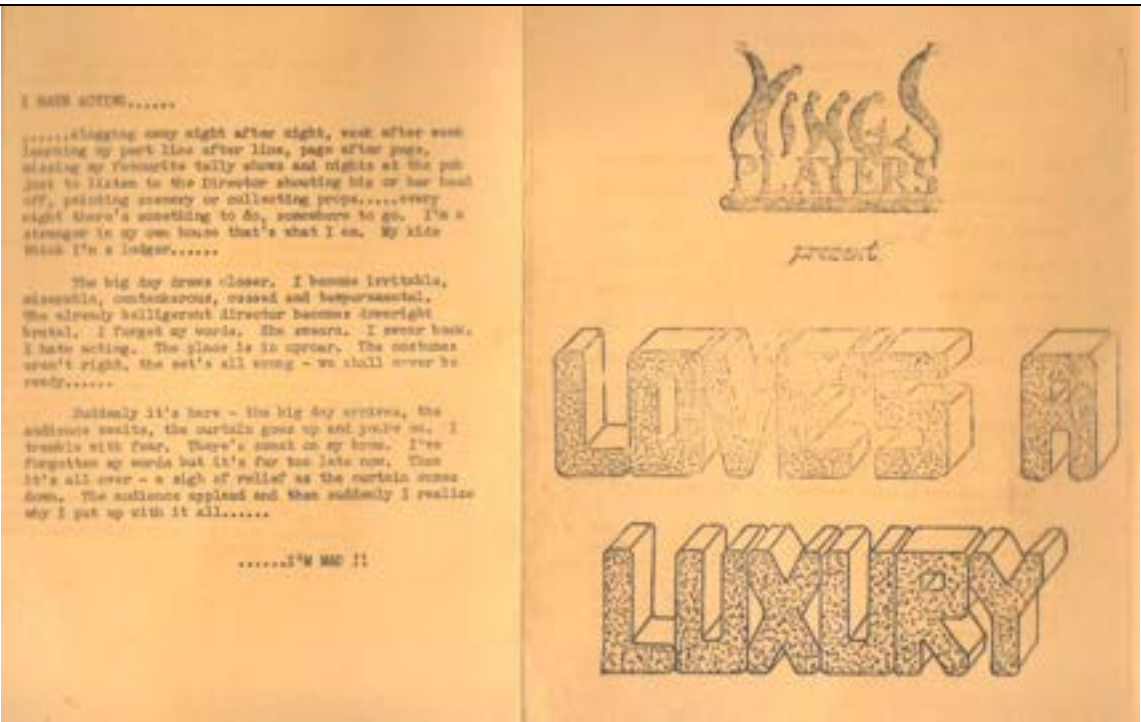 I HATE ACTING......
......slogging away night after night, week after week
learning my part line after line, page after page,
missing my favourite telly shows and nights at the pub
just to listen to the Director shouting his or her head
off, painting scenery or collecting props.....every
night there's something to do, somewhere to go. I'm a
stranger in my own house that's what I am. My kids
think I'm a lodger......
The big day draws closer. I become irritable,
miserable, cantankerous, cussed and temperamental.
The already belligerent director becomes downright
brutal. I forget my words. She swears. I swear back.
I hate acting. The place is in uproar. The costumes
aren't right, the set's all wrong - we shall never be
ready......
Suddenly it's here - the big day arrives, the
audience awaits, the curtain goes up and you're on. I
tremble with fear. There's sweat on my brow. I've
forgotten my words but it's far too late now. Then
it's all over - a sigh of relief as the curtain comes
down. The audience applaud and then suddenly I realize
why I put up with it all......
......I'M MAD !!
KINGS
PLAYERS
present
LOVES A
LUXURY